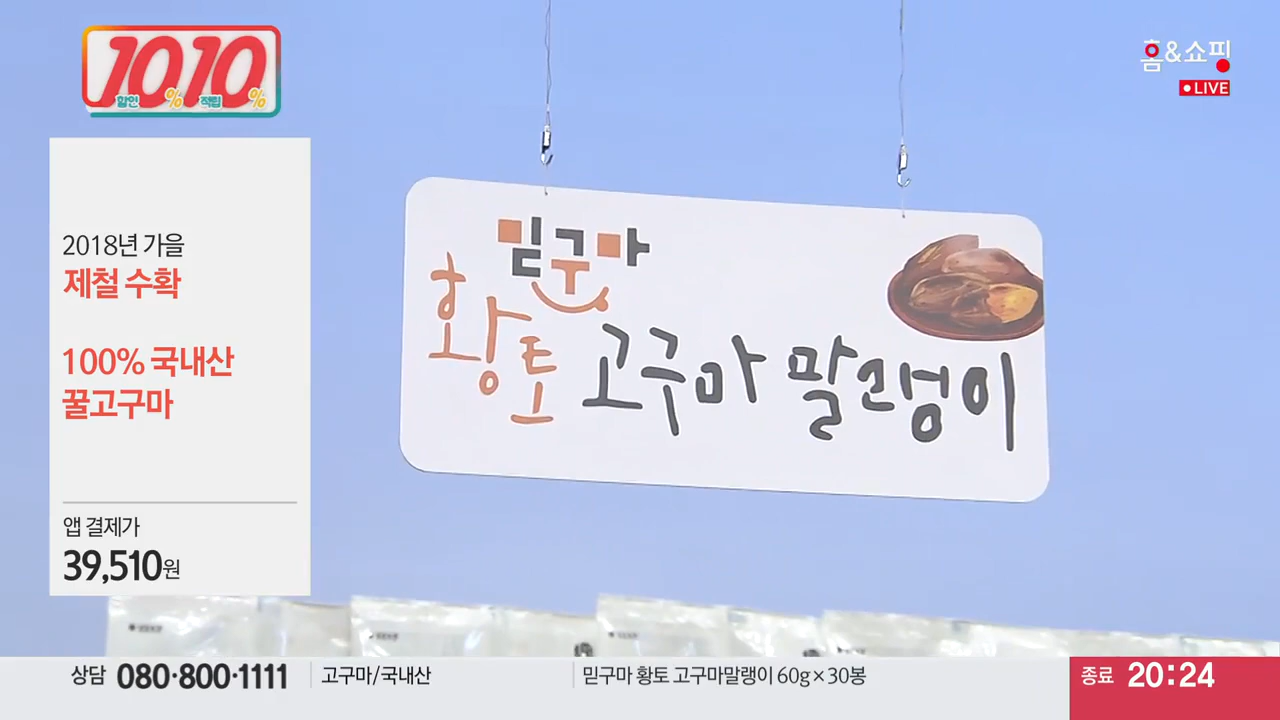 1010
할인 % 적립 %
홈&쇼핑
LIVE
2018년 가을
제철 수확
100% 국내산
꿀고구마
앱 결제가
39,510원
믿구마
황토 고구마 말랭이
상담 080·800·1111
고구마/국내산
믿구마 황토 고구마말랭이 60g×30봉
종료 20:24